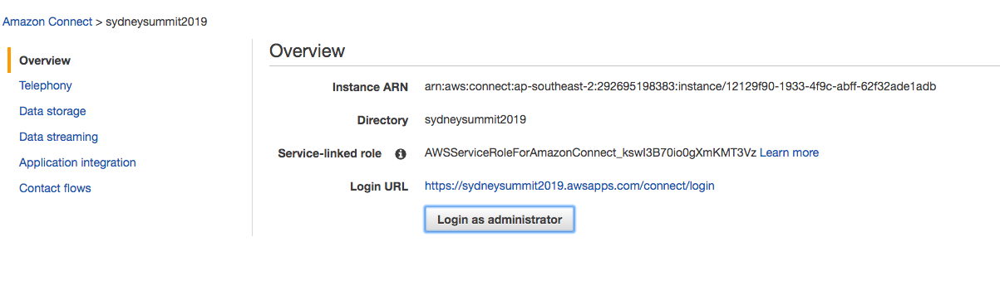 Amazon Connect > sydneysummit2019
Overview
Telephony
Data storage
Data streaming
Application integration
Contact flows
Overview
Instance ARN arn:aws:connect:ap-southeast-2:292695198383:instance/12129f90-1933-4f9c-abff-62f32ade1adb
Directory sydneysummit2019
Service-linked role AWSServiceRoleForAmazonConnect_kswI3B70io0gXmKMT3Vz Learn more
Login URL https://sydneysummit2019.awsapps.com/connect/login
Login as administrator